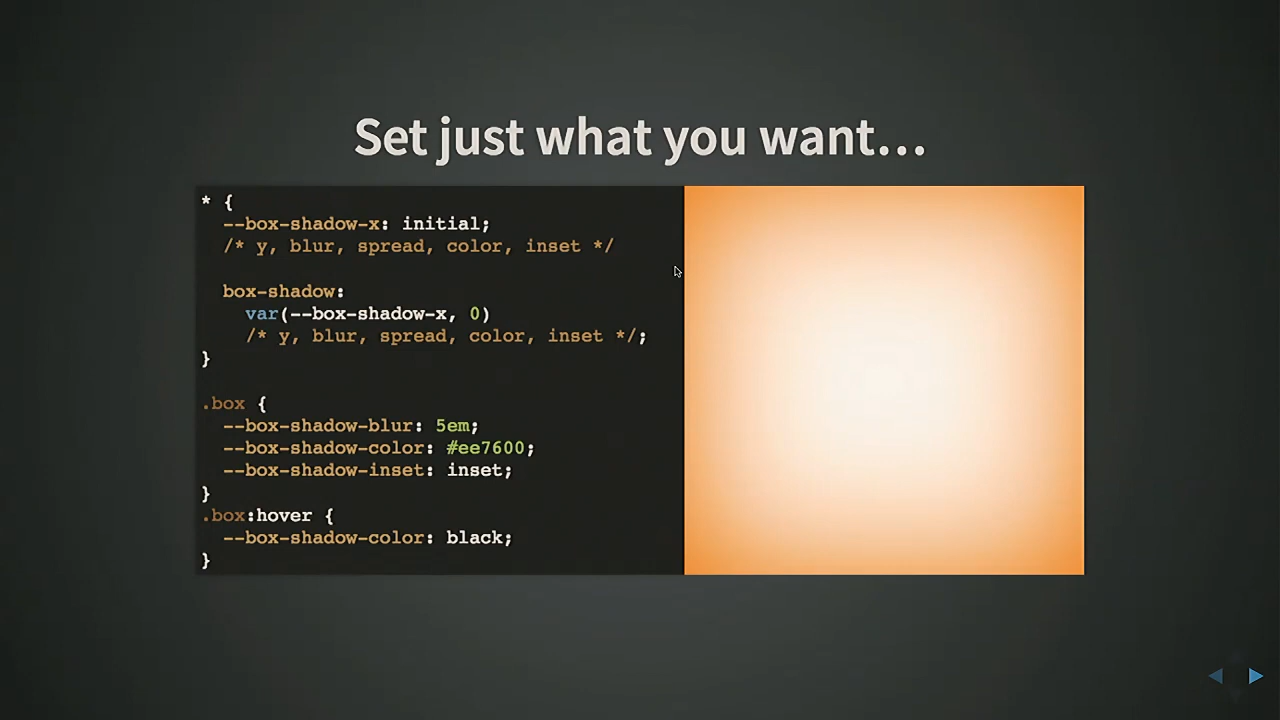 Set just what you want...
* {
  --box-shadow-x: initial;
  /* y, blur, spread, color, inset */

  box-shadow:
    var(--box-shadow-x, 0)
    /* y, blur, spread, color, inset */;
}

.box {
  --box-shadow-blur: 5em;
  --box-shadow-color: #ee7600;
  --box-shadow-inset: inset;
}
.box:hover {
  --box-shadow-color: black;
}